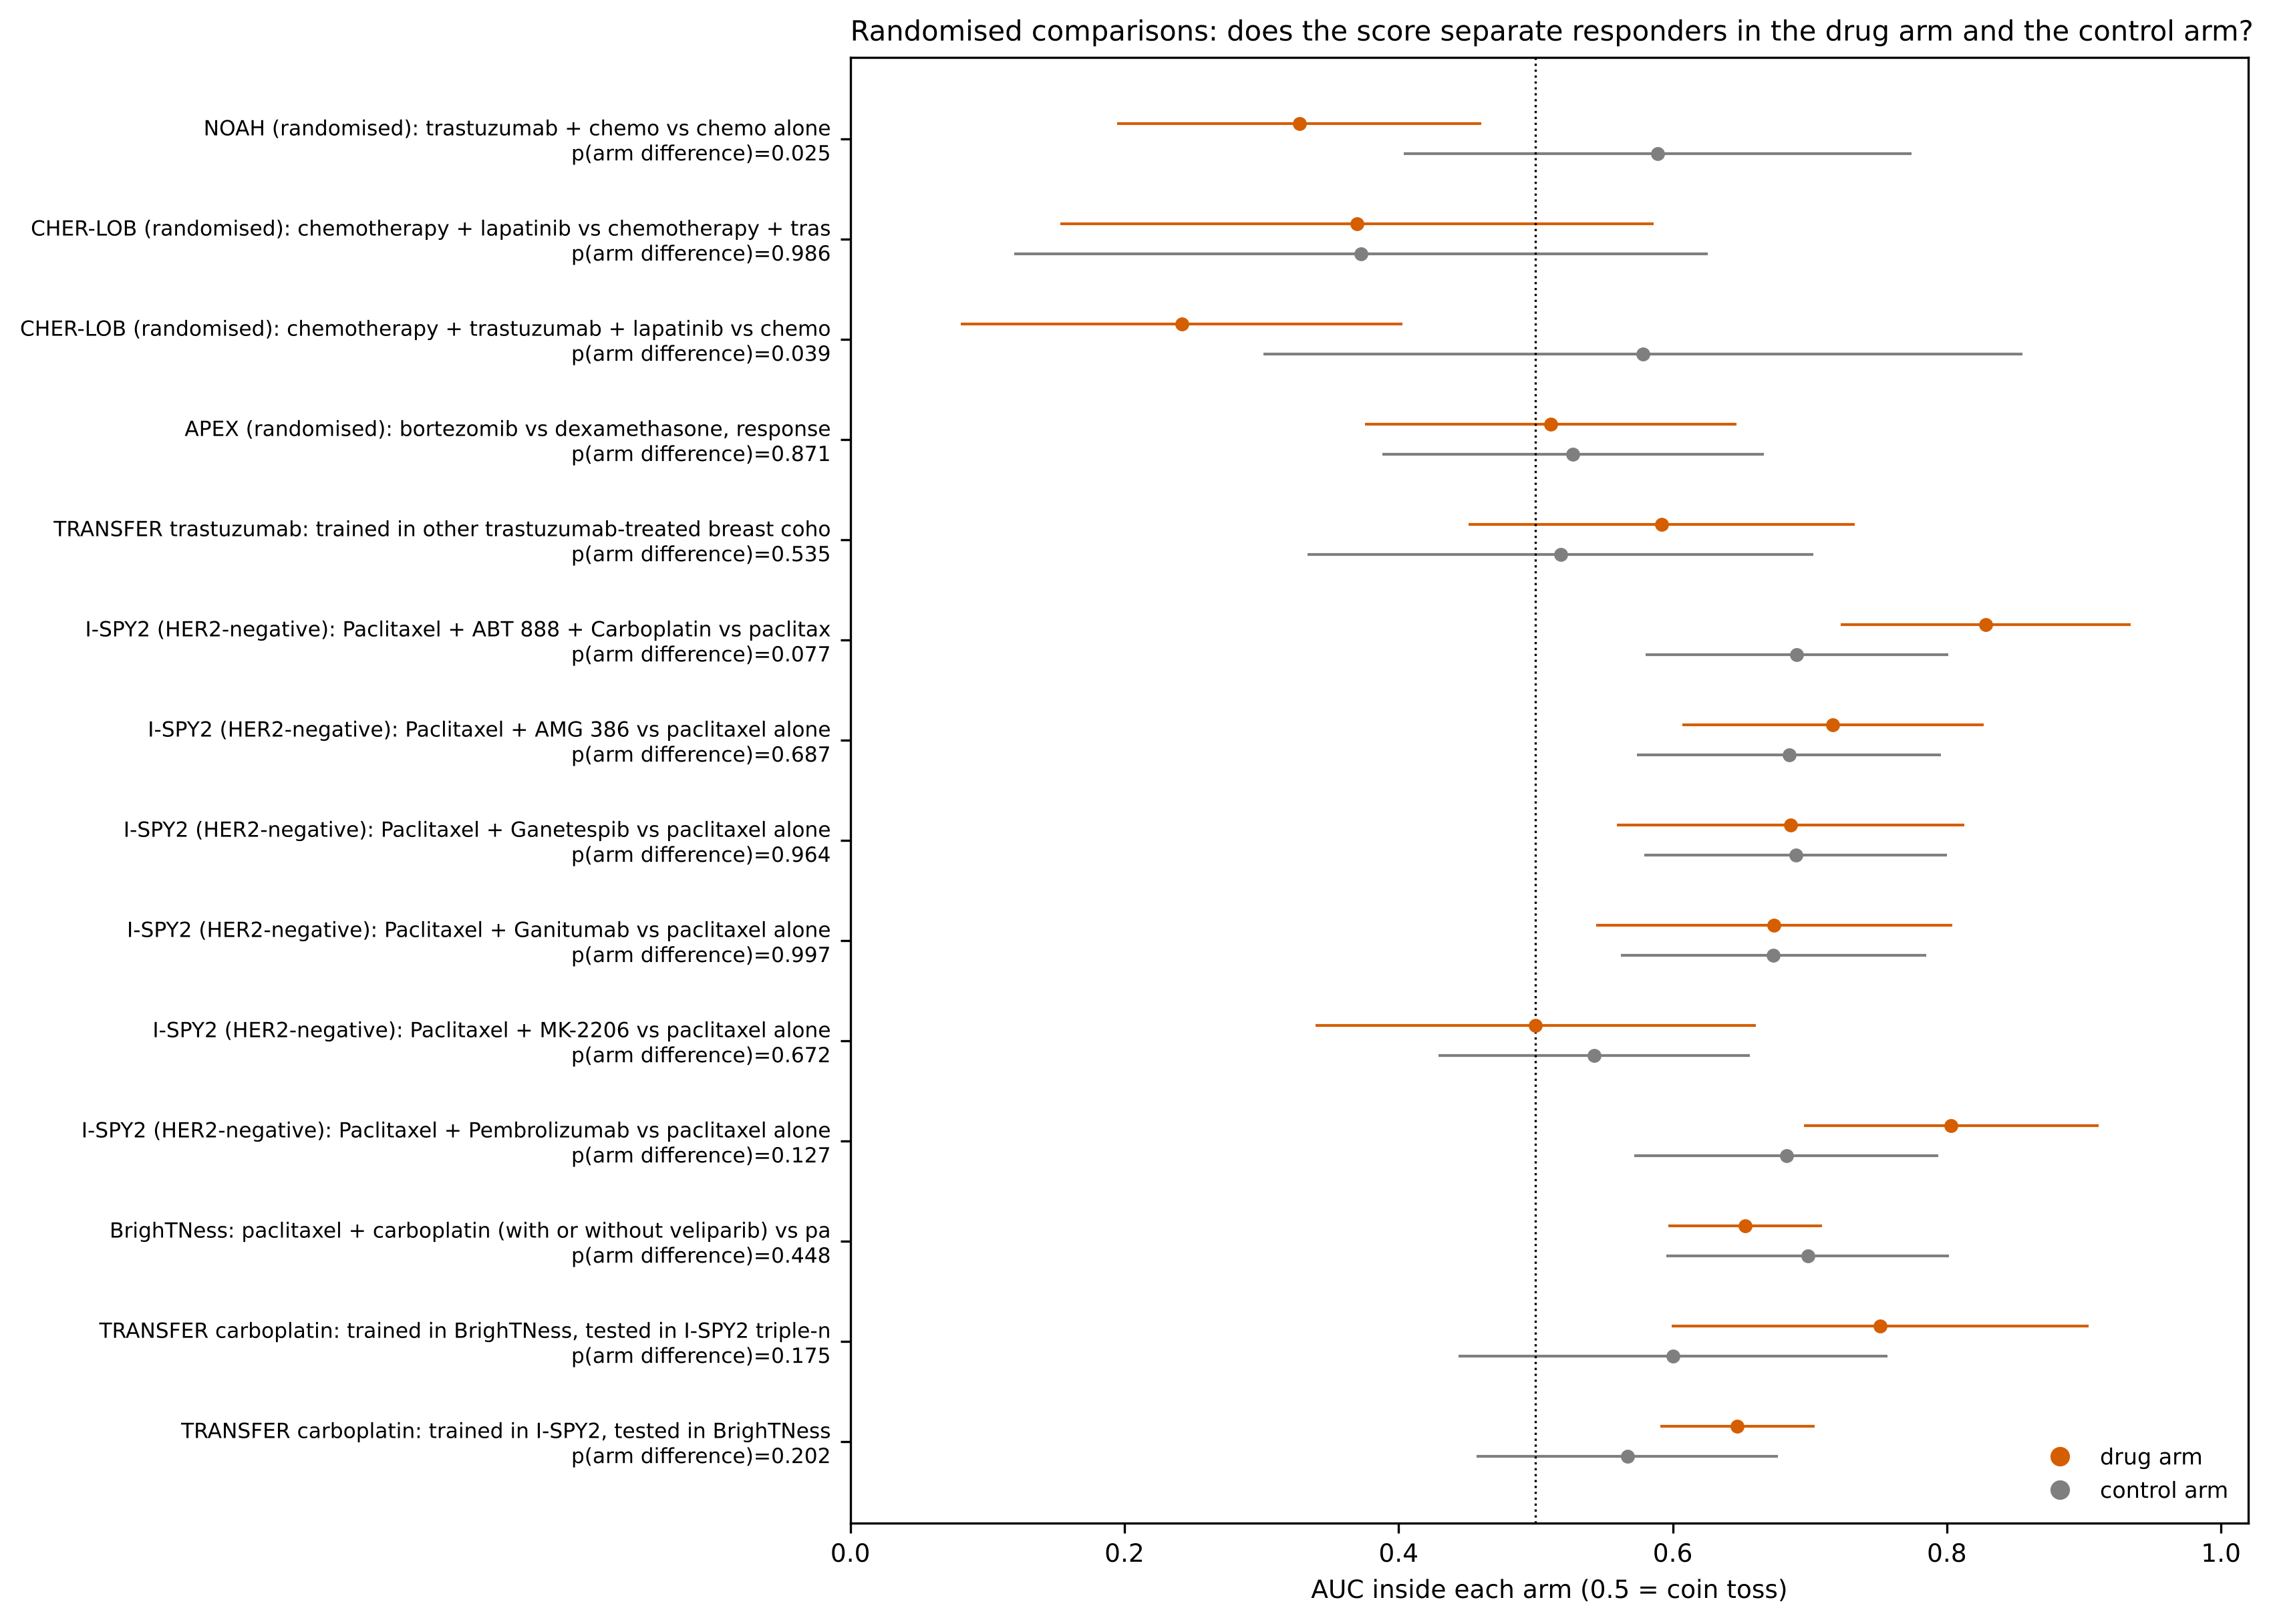 Randomised comparisons: does the score separate responders in the drug arm and the control arm?
NOAH (randomised): trastuzumab + chemo vs chemo alone
p(arm difference)=0.025
CHER-LOB (randomised): chemotherapy + lapatinib vs chemotherapy + tras
p(arm difference)=0.986
CHER-LOB (randomised): chemotherapy + trastuzumab + lapatinib vs chemo
p(arm difference)=0.039
APEX (randomised): bortezomib vs dexamethasone, response
p(arm difference)=0.871
TRANSFER trastuzumab: trained in other trastuzumab-treated breast coho
p(arm difference)=0.535
I-SPY2 (HER2-negative): Paclitaxel + ABT 888 + Carboplatin vs paclitax
p(arm difference)=0.077
I-SPY2 (HER2-negative): Paclitaxel + AMG 386 vs paclitaxel alone
p(arm difference)=0.687
I-SPY2 (HER2-negative): Paclitaxel + Ganetespib vs paclitaxel alone
p(arm difference)=0.964
I-SPY2 (HER2-negative): Paclitaxel + Ganitumab vs paclitaxel alone
p(arm difference)=0.997
I-SPY2 (HER2-negative): Paclitaxel + MK-2206 vs paclitaxel alone
p(arm difference)=0.672
I-SPY2 (HER2-negative): Paclitaxel + Pembrolizumab vs paclitaxel alone
p(arm difference)=0.127
BrighTNess: paclitaxel + carboplatin (with or without veliparib) vs pa
p(arm difference)=0.448
TRANSFER carboplatin: trained in BrighTNess, tested in I-SPY2 triple-n
p(arm difference)=0.175
TRANSFER carboplatin: trained in I-SPY2, tested in BrighTNess
p(arm difference)=0.202
drug arm
control arm
0.0 0.2 0.4 0.6 0.8 1.0
AUC inside each arm (0.5 = coin toss)